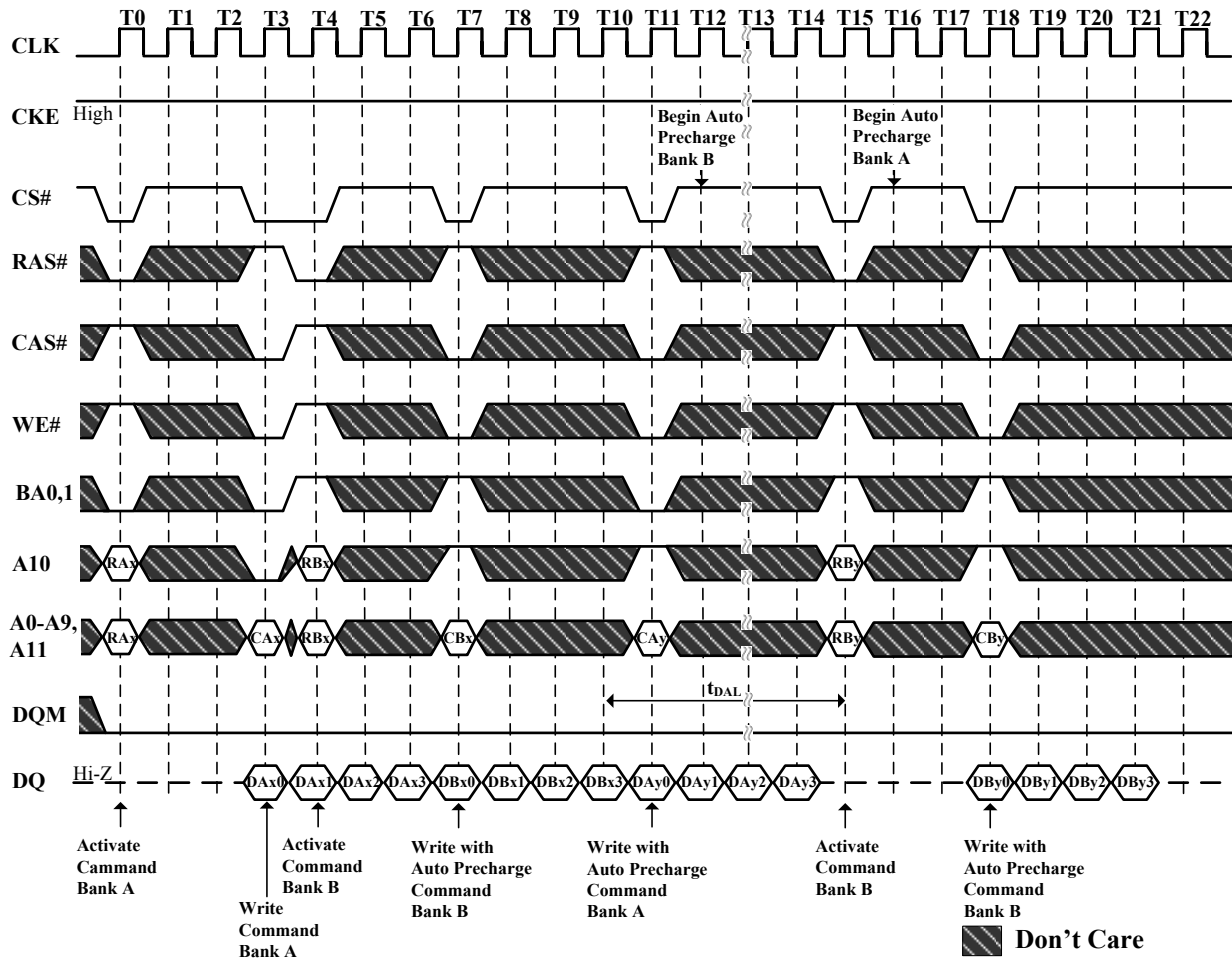 T0 T1 T2 T3 T4 T5 T6 T7 T8 T9 T10 T11 T12 T13 T14 T15 T16 T17 T18 T19 T20 T21 T22
CLK
CKE High
Begin Auto
Precharge
Bank B
Begin Auto
Precharge
Bank A
CS#
RAS#
CAS#
WE#
BA0,1
A10 RAx RBx RBy
A0-A9,
A11
RAx CAx RBx CBx CAy RBy CBy
tDAL
DQM
DQ Hi-Z DAx0 DAx1 DAx2 DAx3 DBx0 DBx1 DBx2 DBx3 DAy0 DAy1 DAy2 DAy3 DBy0 DBy1 DBy2 DBy3
Activate
Cammand
Bank A
Write
Command
Bank A
Activate
Command
Bank B
Write with
Auto Precharge
Command
Bank B
Write with
Auto Precharge
Command
Bank A
Activate
Command
Bank B
Write with
Auto Precharge
Command
Bank B
Don't Care